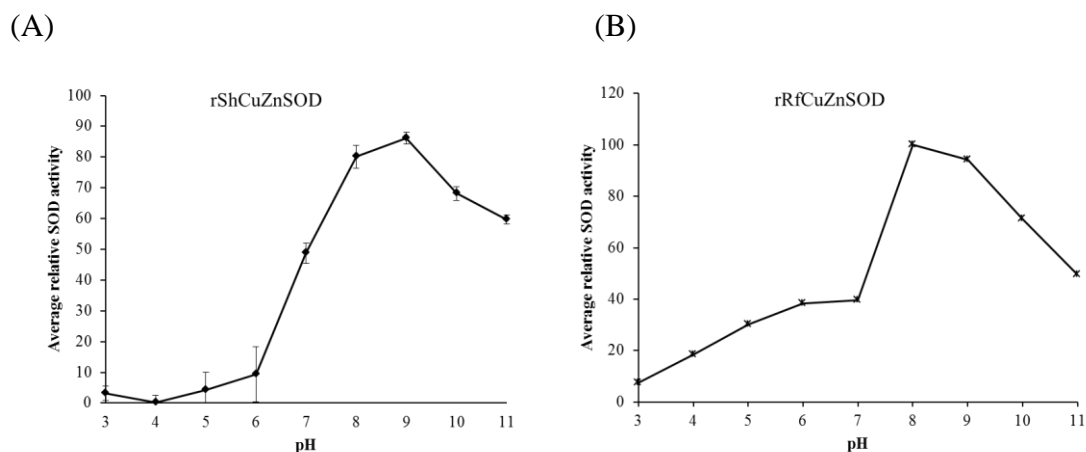 (A)
(B)
rShCuZnSOD
Average relative SOD activity
100
90
80
70
60
50
40
30
20
10
0
3 4 5 6 7 8 9 10 11
pH
rRfCuZnSOD
Average relative SOD activity
120
100
80
60
40
20
0
3 4 5 6 7 8 9 10 11
pH